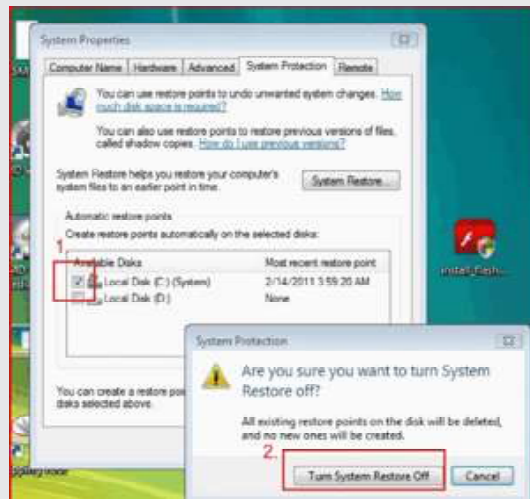 System Properties
Computer Name
Hardware
Advanced
System Protection
Remote
You can use restore points to undo unwanted system changes. How
much disk space is required?
You can also use restore points to restore previous versions of files,
called shadow copies. How do I use previous versions?
System Restore helps you restore your computer's
system files to an earlier point in time.
System Restore...
Automatic restore points
Create restore points automatically on the selected disks:
1
Available Disks
Most recent restore point
Local Disk (C:) (System)
2/14/2011 3:59:20 AM
Local Disk (D:)
None
You can create a restore poi
disks selected above.
install_flash_
System Protection
Are you sure you want to turn System
Restore off?
All existing restore points on the disk will be deleted,
and no new ones will be created.
2.
Turn System Restore Off
Cancel